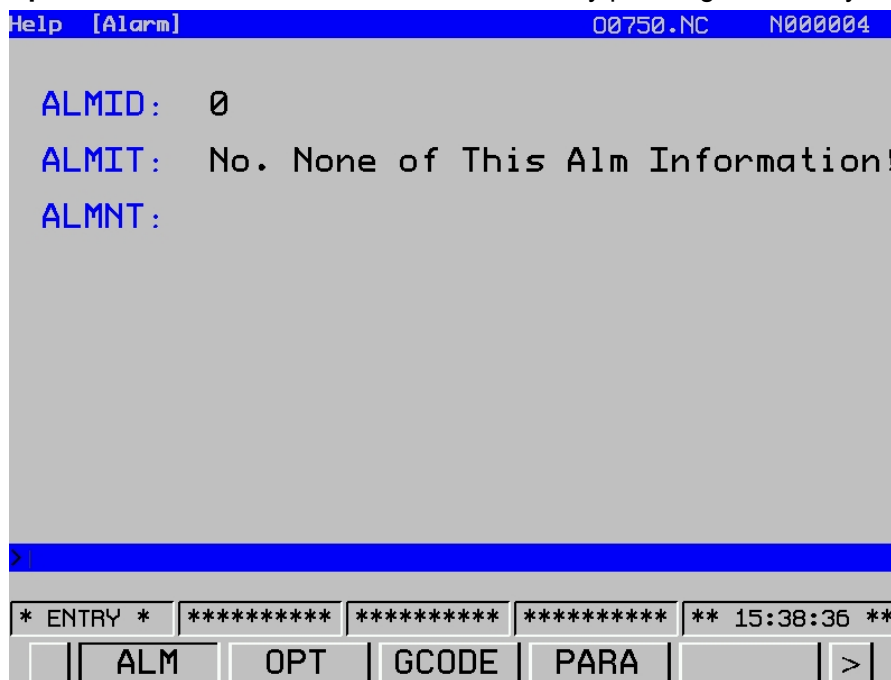 Help [Alarm] O0750.NC N000004
ALMID: 0
ALMIT: No. None of This Alm Information!
ALMNT:
>
* ENTRY * ********** ********** ********** ** 15:38:36 **
ALM OPT GCODE PARA >